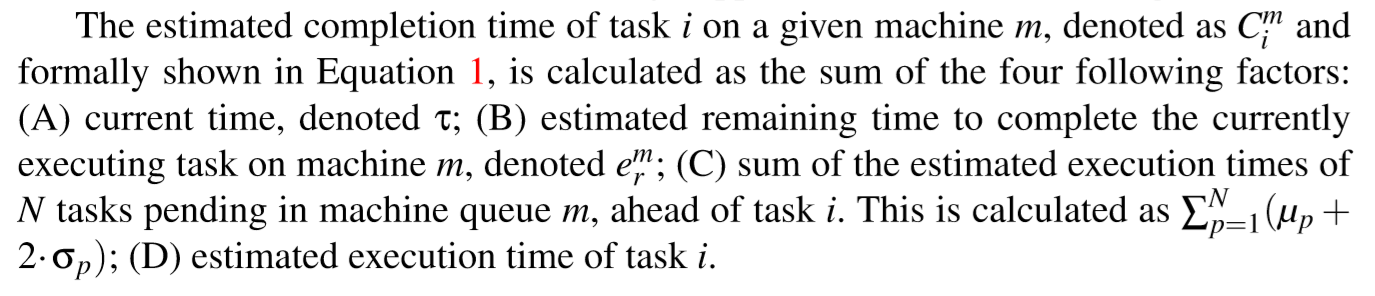 The estimated completion time of task i on a given machine m, denoted as C_i^m and
formally shown in Equation 1, is calculated as the sum of the four following factors:
(A) current time, denoted τ; (B) estimated remaining time to complete the currently
executing task on machine m, denoted e_r^m; (C) sum of the estimated execution times of
N tasks pending in machine queue m, ahead of task i. This is calculated as ∑_{p=1}^N(μ_p +
2·σ_p); (D) estimated execution time of task i.